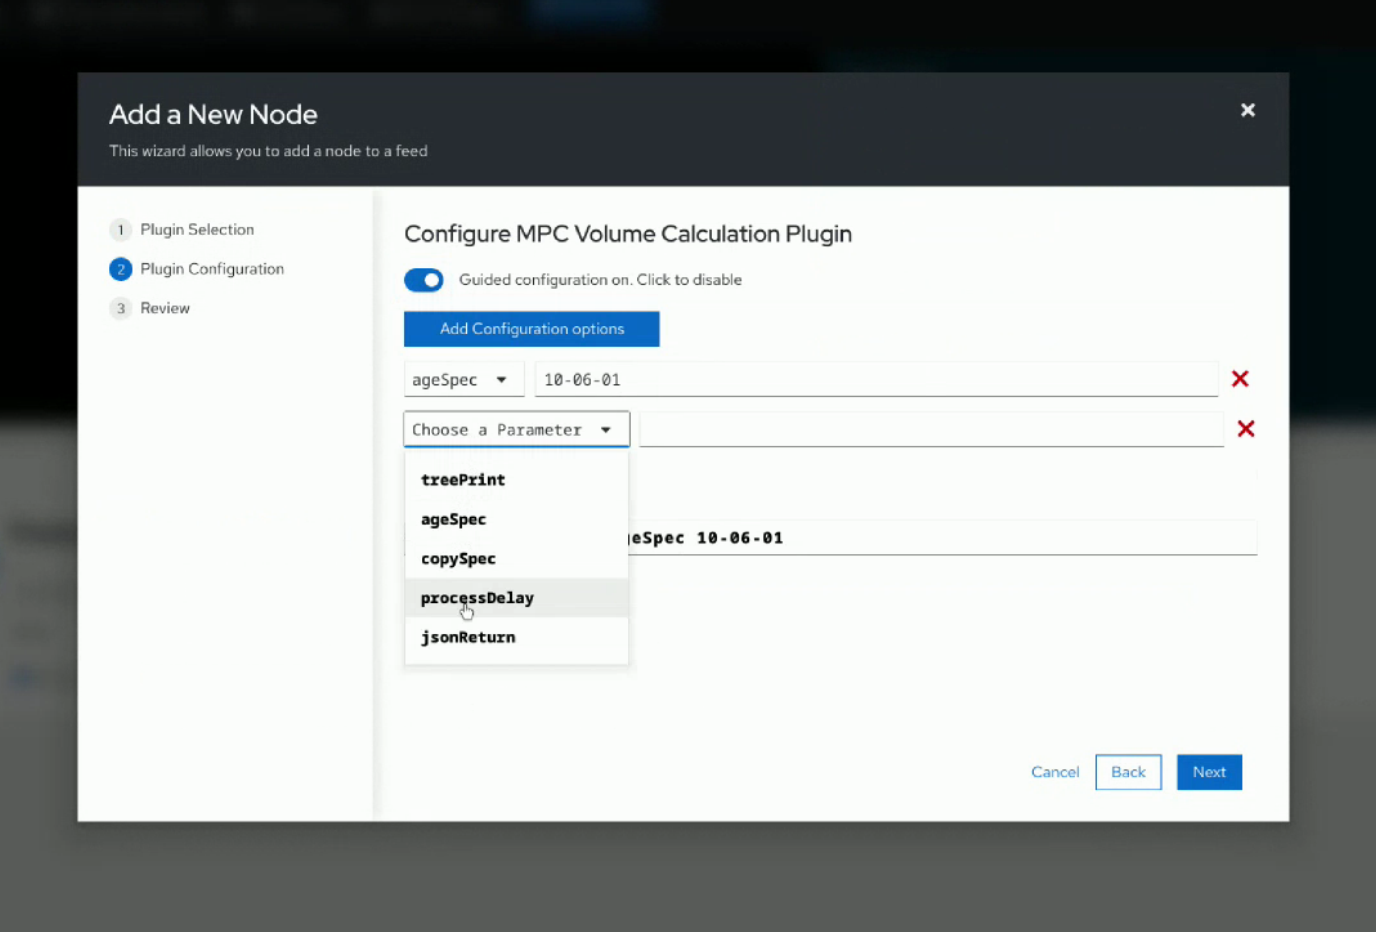 Add a New Node
This wizard allows you to add a node to a feed
1 Plugin Selection
2 Plugin Configuration
3 Review
Configure MPC Volume Calculation Plugin
Guided configuration on. Click to disable
Add Configuration options
ageSpec 10-06-01
Choose a Parameter
treePrint
ageSpec
copySpec
processDelay
jsonReturn
geSpec 10-06-01
Cancel Back Next